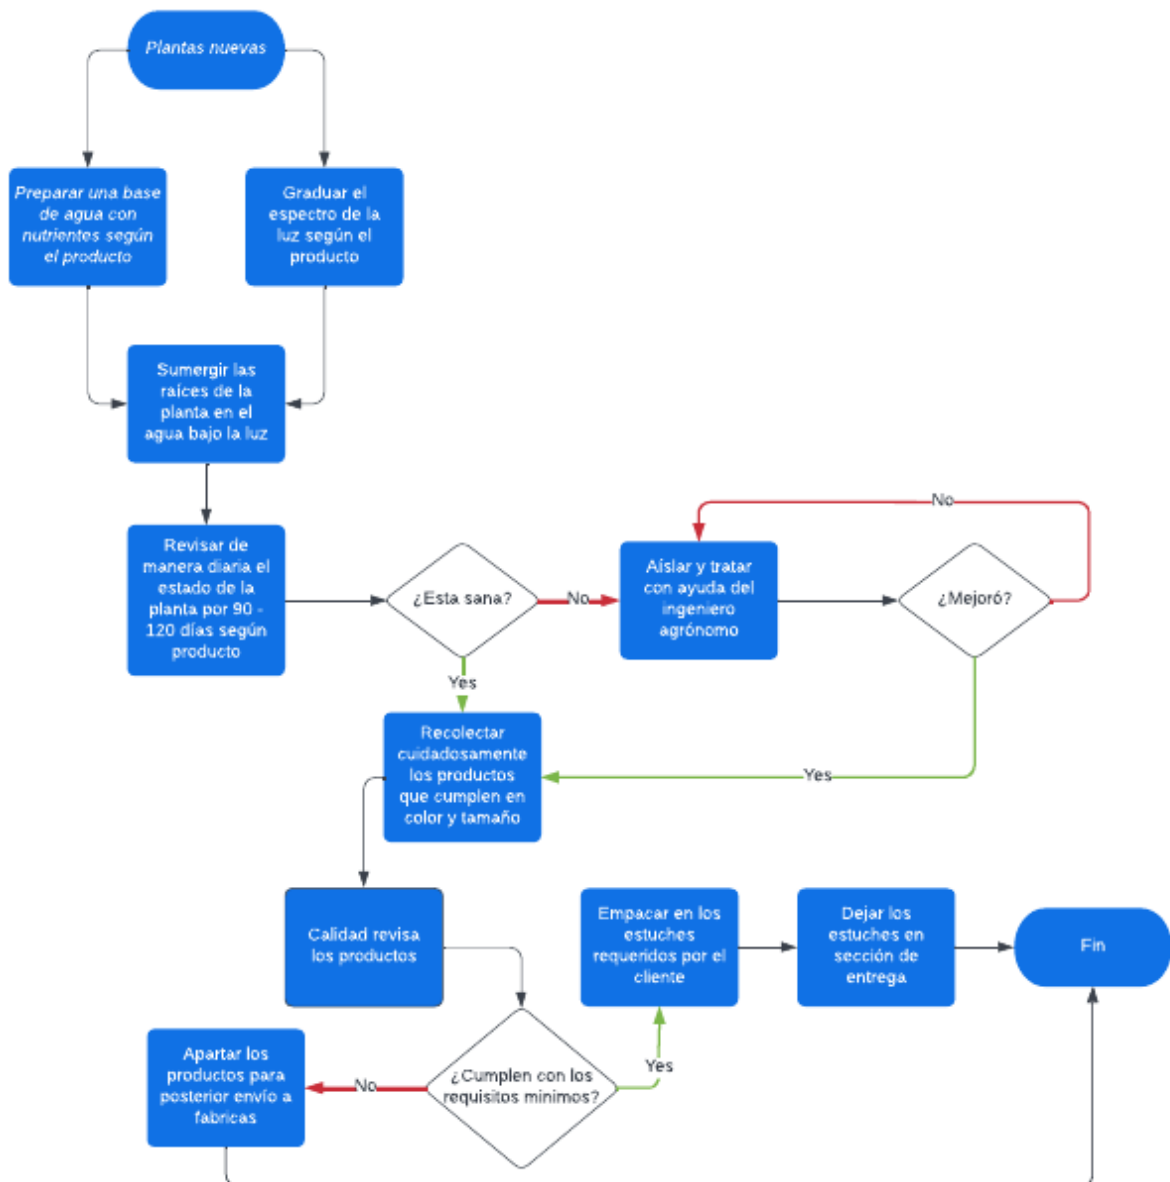 Plantas nuevas
Preparar una base
de agua con
nutrientes según
el producto
Graduar el
espectro de la
luz según el
producto
Sumergir las
raíces de la
planta en el
agua bajo la luz
Revisar de
manera diaria el
estado de la
planta por 90 -
120 días según
producto
¿Esta sana?
No
Aíslar y tratar
con ayuda del
ingeniero
agrónomo
¿Mejoró?
No
Yes
Yes
Recolectar
cuidadosamente
los productos
que cumplen en
color y tamaño
Calidad revisa
los productos
¿Cumplen con los
requisitos minimos?
No
Apartar los
productos para
posterior envío a
fabricas
Yes
Empacar en los
estuches
requeridos por el
cliente
Dejar los
estuches en
sección de
entrega
Fin